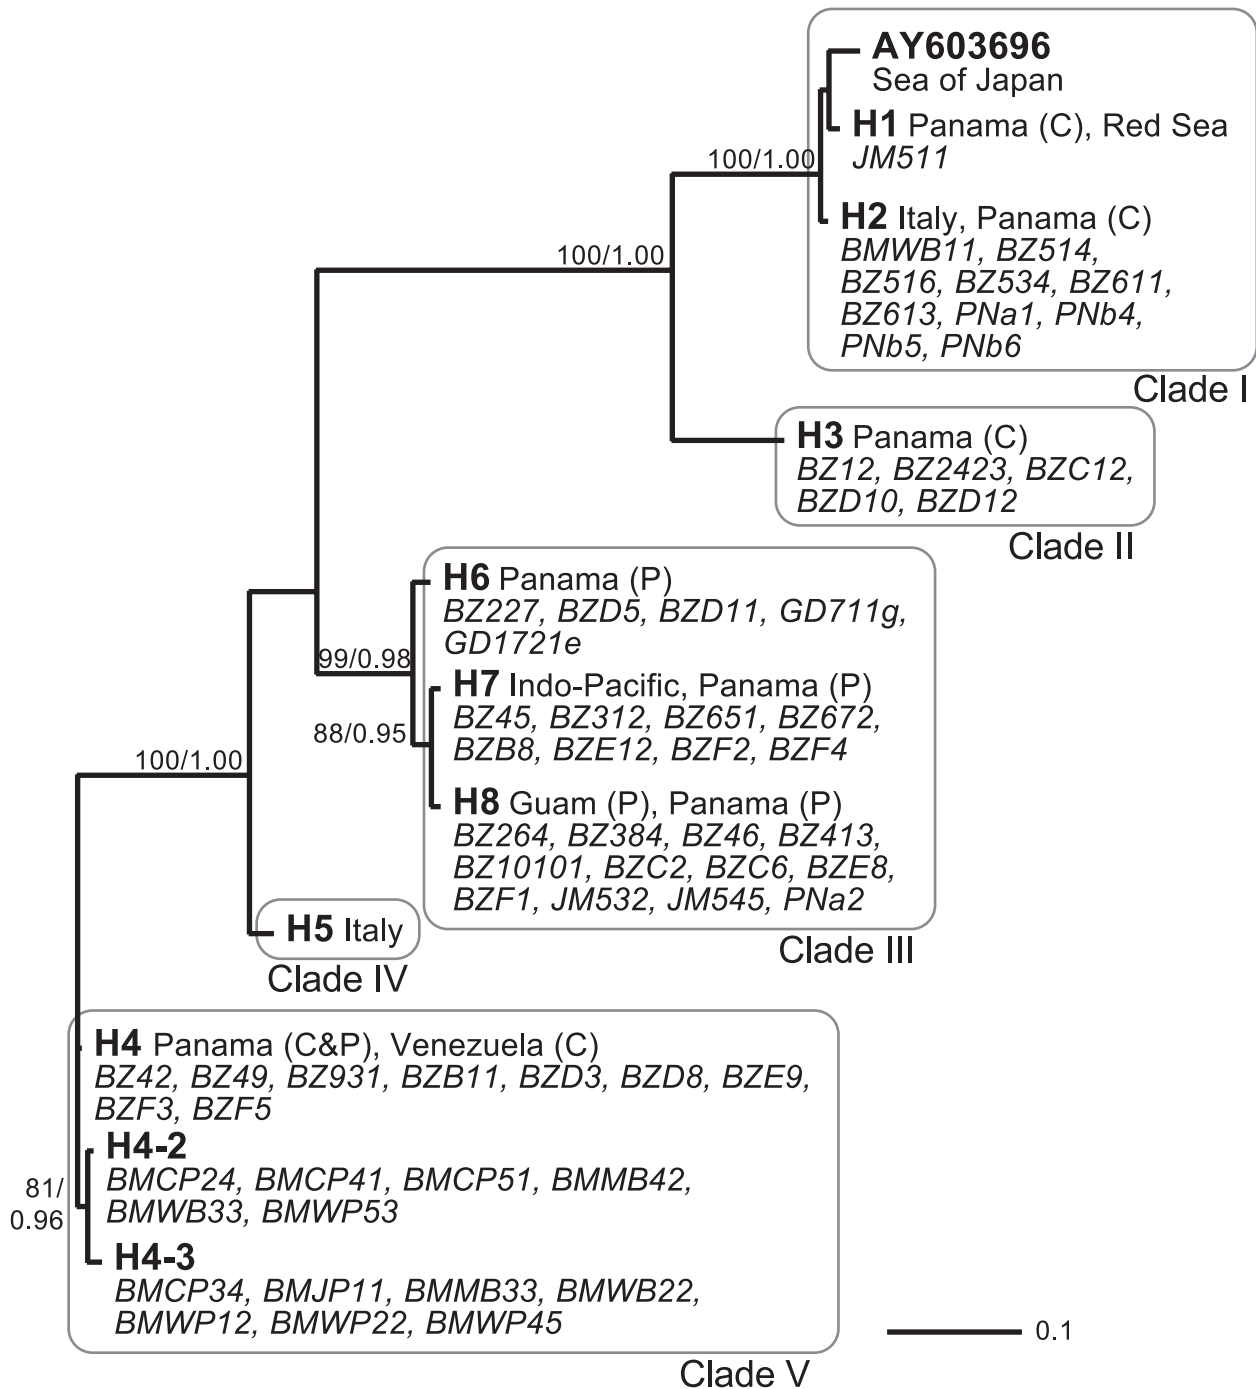 AY603696
Sea of Japan
H1 Panama (C), Red Sea
JM511
100/1.00
H2 Italy, Panama (C)
BMWB11, BZ514,
BZ516, BZ534, BZ611,
BZ613, PNa1, PNb4,
PNb5, PNb6
Clade I
100/1.00
H3 Panama (C)
BZ12, BZ2423, BZC12,
BZD10, BZD12
Clade II
H6 Panama (P)
BZ227, BZD5, BZD11, GD711g,
GD1721e
99/0.98
H7 Indo-Pacific, Panama (P)
BZ45, BZ312, BZ651, BZ672,
BZB8, BZE12, BZF2, BZF4
88/0.95
H8 Guam (P), Panama (P)
BZ264, BZ384, BZ46, BZ413,
BZ10101, BZC2, BZC6, BZE8,
BZF1, JM532, JM545, PNa2
Clade III
100/1.00
H5 Italy
Clade IV
H4 Panama (C&P), Venezuela (C)
BZ42, BZ49, BZ931, BZB11, BZD3, BZD8, BZE9,
BZF3, BZF5
H4-2
BMCP24, BMCP41, BMCP51, BMMB42,
BMWB33, BMWP53
81/
0.96
H4-3
BMCP34, BMJP11, BMMB33, BMWB22,
BMWP12, BMWP22, BMWP45
Clade V
0.1